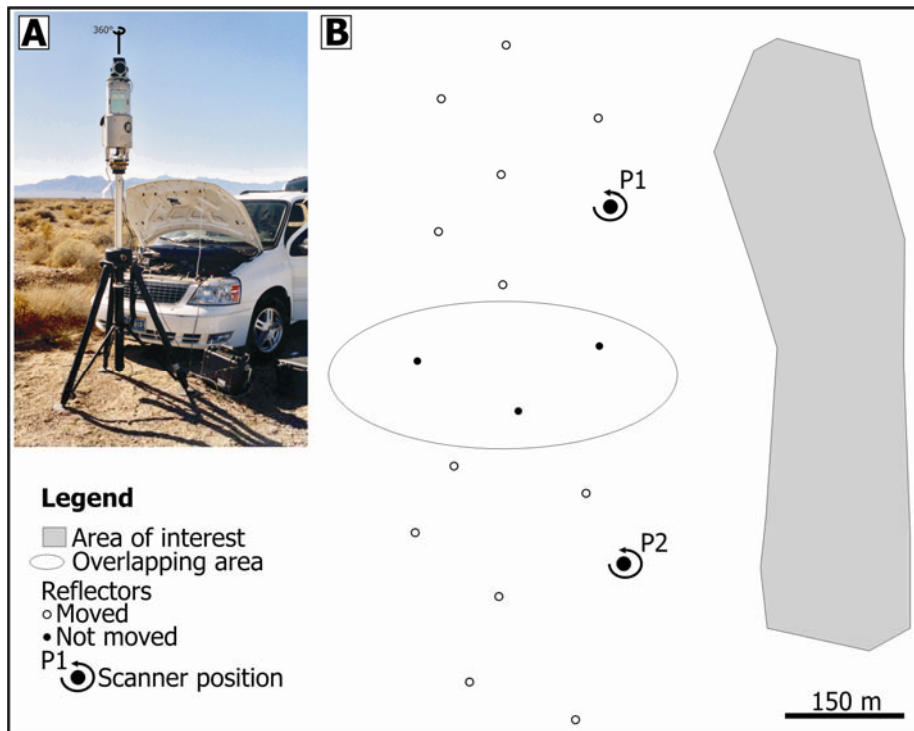 A
360°
B
P1
P2
Legend
Area of interest
Overlapping area
Reflectors
Moved
Not moved
P1
Scanner position
150 m